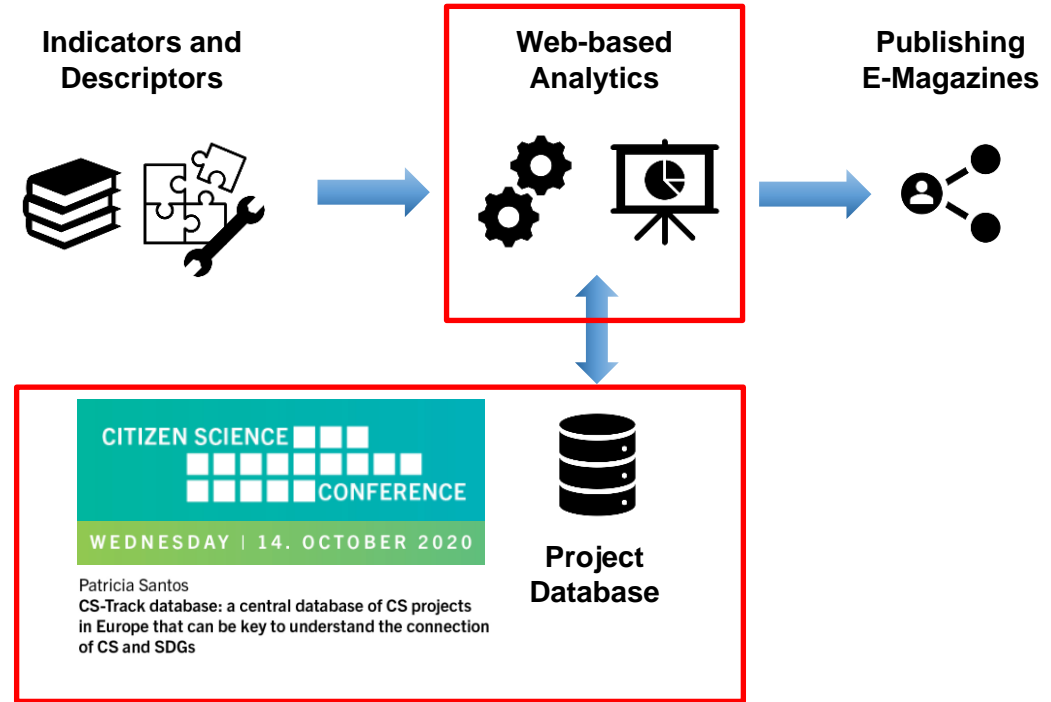 Indicators and
Descriptors
Web-based
Analytics
Publishing
E-Magazines
CITIZEN SCIENCE
CONFERENCE
WEDNESDAY | 14. OCTOBER 2020
Patricia Santos
CS-Track database: a central database of CS projects
in Europe that can be key to understand the connection
of CS and SDGs
Project
Database